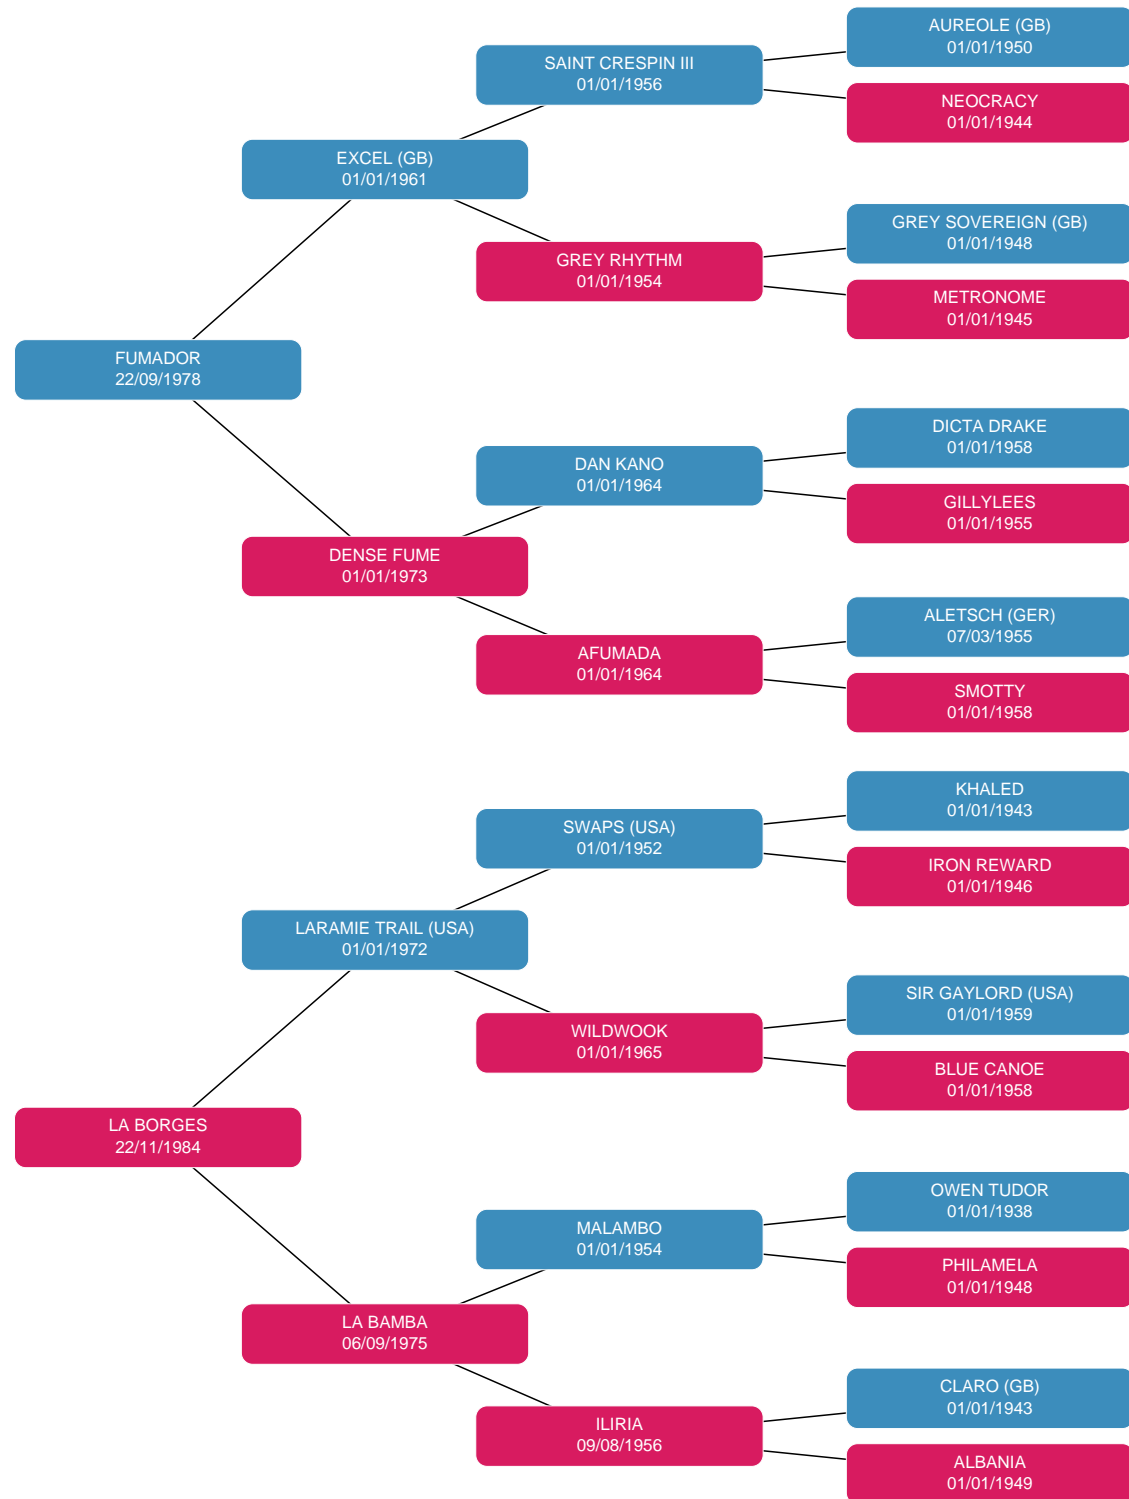 AUREOLE (GB)
01/01/1950
SAINT CRESPIN III
01/01/1956
NEOCRACY
01/01/1944
EXCEL (GB)
01/01/1961
GREY SOVEREIGN (GB)
01/01/1948
GREY RHYTHM
01/01/1954
METRONOME
01/01/1945
FUMADOR
22/09/1978
DICTA DRAKE
01/01/1958
DAN KANO
01/01/1964
GILLYLEES
01/01/1955
DENSE FUME
01/01/1973
ALETSCH (GER)
07/03/1955
AFUMADA
01/01/1964
SMOTTY
01/01/1958
KHALED
01/01/1943
SWAPS (USA)
01/01/1952
IRON REWARD
01/01/1946
LARAMIE TRAIL (USA)
01/01/1972
SIR GAYLORD (USA)
01/01/1959
WILDWOOK
01/01/1965
BLUE CANOE
01/01/1958
LA BORGES
22/11/1984
OWEN TUDOR
01/01/1938
MALAMBO
01/01/1954
PHILAMELA
01/01/1948
LA BAMBA
06/09/1975
CLARO (GB)
01/01/1943
ILIRIA
09/08/1956
ALBANIA
01/01/1949